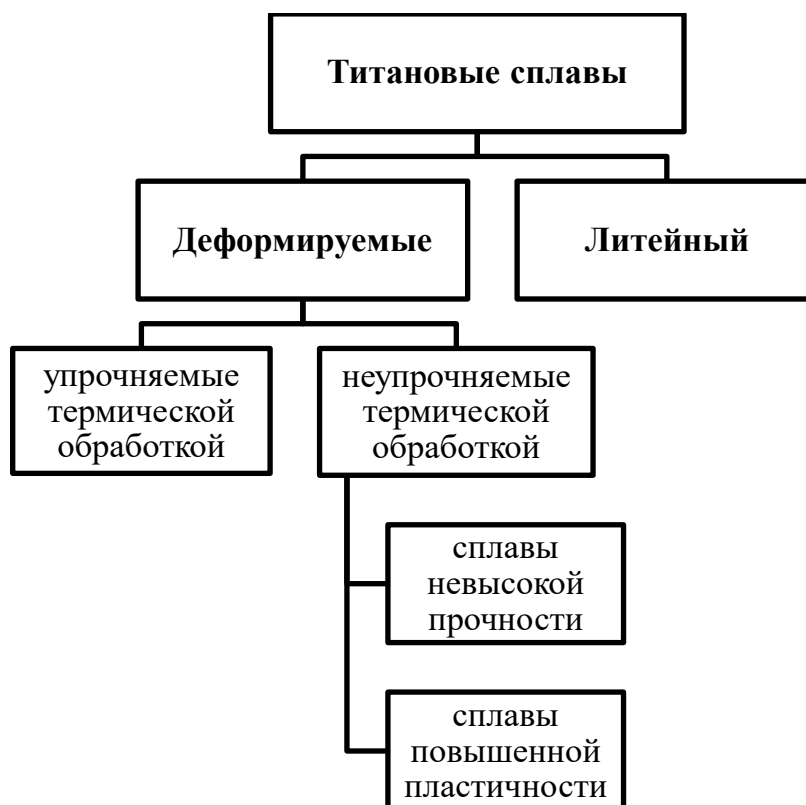 Титановые сплавы
Деформируемые
Литейный
упрочняемые
термической
обработкой
неупрочняемые
термической
обработкой
сплавы
невысокой
прочности
сплавы
повышенной
пластичности